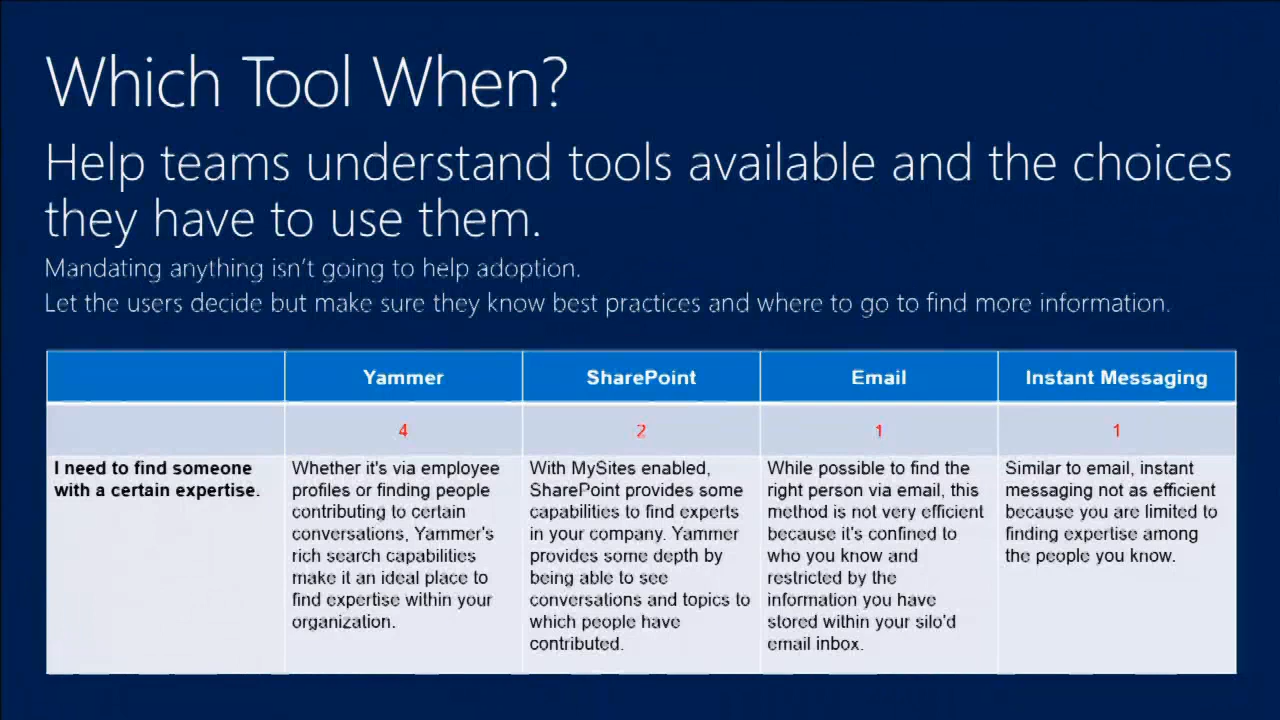 Which Tool When?
Help teams understand tools available and the choices
they have to use them.
Mandating anything isn't going to help adoption.
Let the users decide but make sure they know best practices and where to go to find more information.
Yammer
SharePoint
Email
Instant Messaging
4
2
1
1
I need to find someone
with a certain expertise.
Whether it's via employee
profiles or finding people
contributing to certain
conversations, Yammer's
rich search capabilities
make it an ideal place to
find expertise within your
organization.
With MySites enabled,
SharePoint provides some
capabilities to find experts
in your company. Yammer
provides some depth by
being able to see
conversations and topics to
which people have
contributed.
While possible to find the
right person via email, this
method is not very efficient
because it's confined to
who you know and
restricted by the
information you have
stored within your silo'd
email inbox.
Similar to email, instant
messaging not as efficient
because you are limited to
finding expertise among
the people you know.